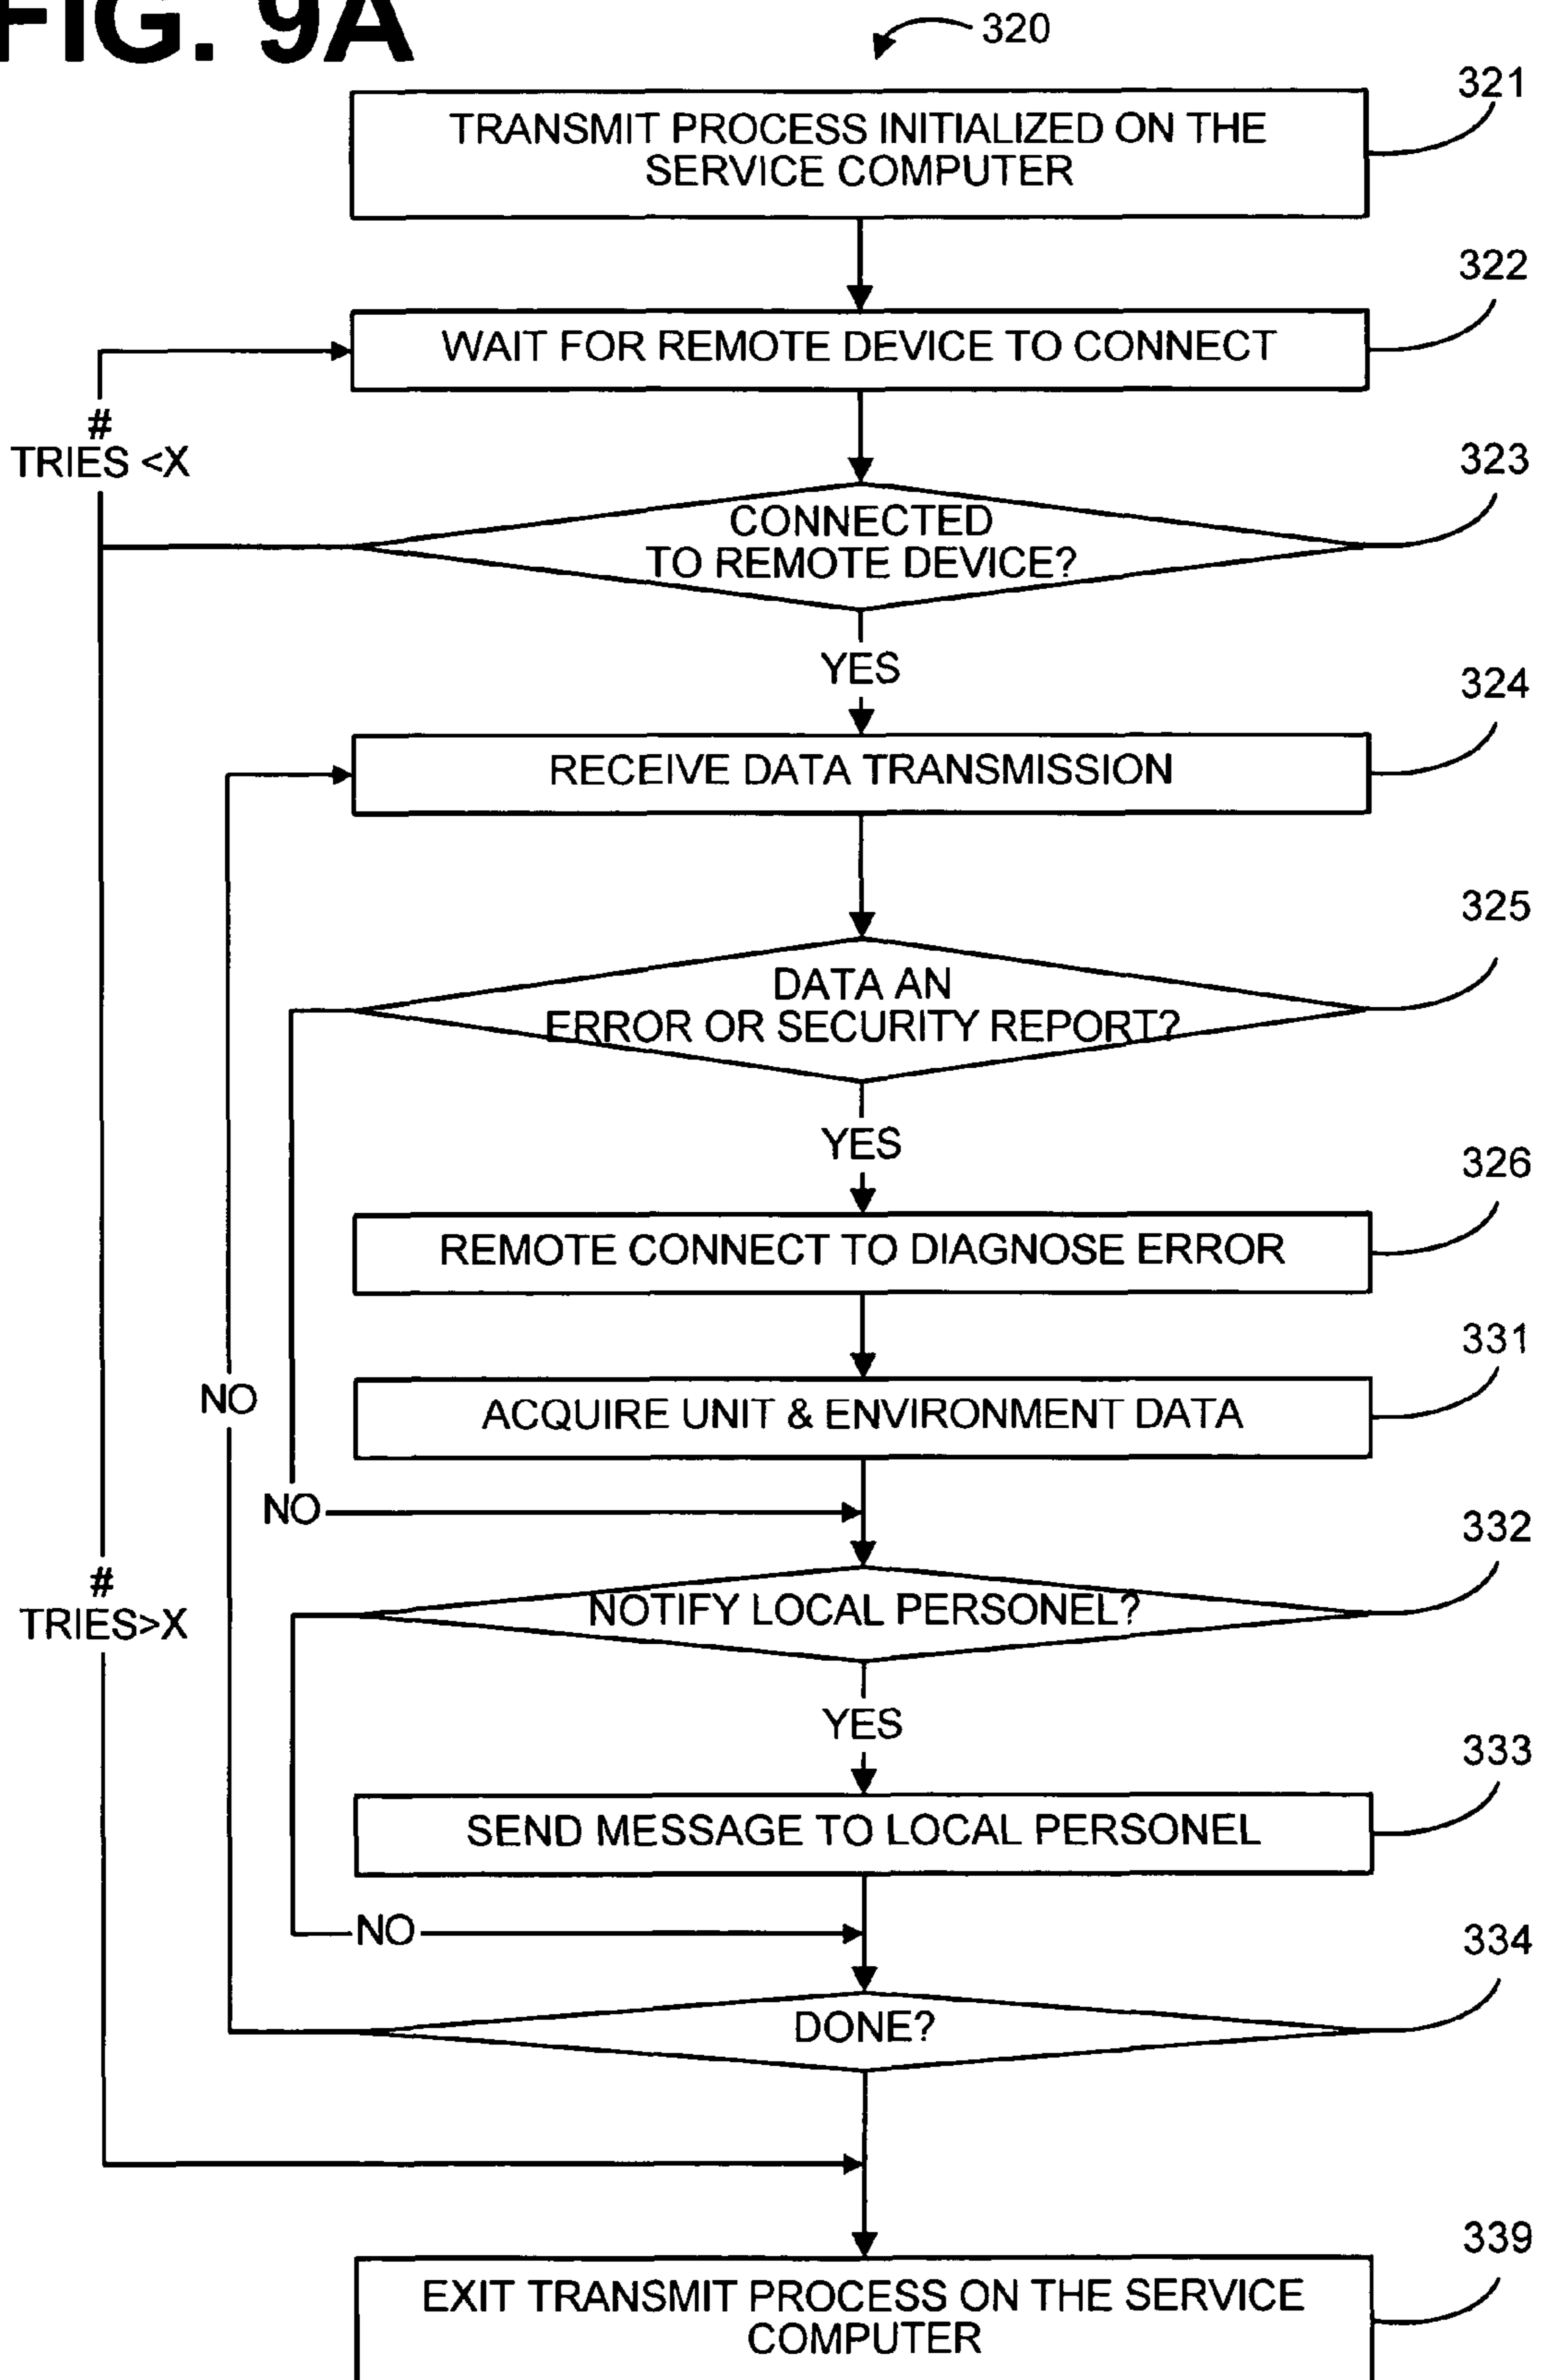 FIG. 9A
320
321
TRANSMIT PROCESS INITIALIZED ON THE
SERVICE COMPUTER
322
WAIT FOR REMOTE DEVICE TO CONNECT
#
TRIES <X
323
CONNECTED
TO REMOTE DEVICE?
YES
324
RECEIVE DATA TRANSMISSION
325
DATA AN
ERROR OR SECURITY REPORT?
YES
326
REMOTE CONNECT TO DIAGNOSE ERROR
331
NO
ACQUIRE UNIT & ENVIRONMENT DATA
NO
332
#
TRIES>X
NOTIFY LOCAL PERSONEL?
YES
333
SEND MESSAGE TO LOCAL PERSONEL
NO
334
DONE?
339
EXIT TRANSMIT PROCESS ON THE SERVICE
COMPUTER